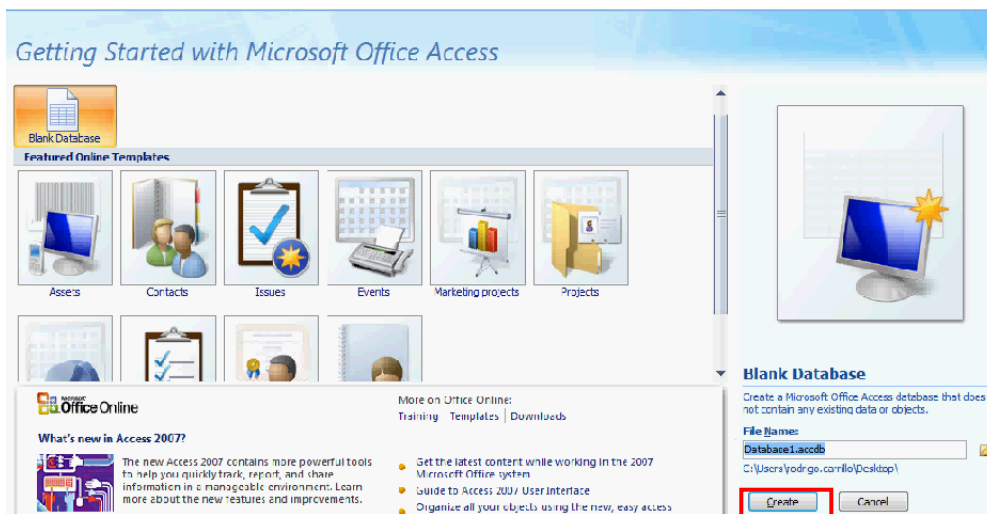 Getting Started with Microsoft Office Access
Blank Database
Featured Online Templates
Assets
Contacts
Issues
Events
Marketing projects
Projects
Microsoft
Office Online
More on Office Online:
Training Templates | Downloads
What's new in Access 2007?
The new Access 2007 contains more powerful tools
to help you quickly track, report, and share
information in a manageable environment. Learn
more about the new features and improvements.
Get the latest content while working in the 2007
Microsoft Office system
Guide to Access 2007 User Interface
Organize all your objects using the new, easy access
Blank Database
Create a Microsoft Office Access database that does
not contain any existing data or objects.
File Name:
Database1.accdb
C:\Users\rodrigo.carrillo\Desktop\
Create
Cancel